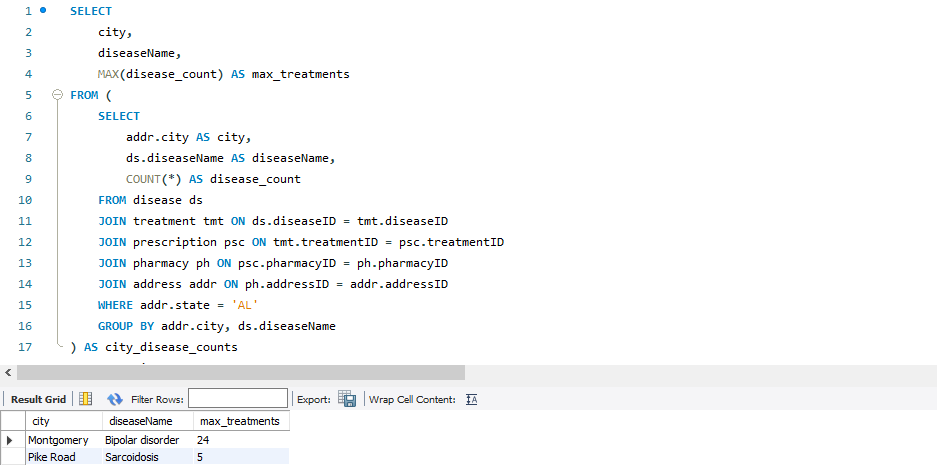 1 SELECT
2 city,
3 diseaseName,
4 MAX(disease_count) AS max_treatments
5 FROM (
6 SELECT
7 addr.city AS city,
8 ds.diseaseName AS diseaseName,
9 COUNT(*) AS disease_count
10 FROM disease ds
11 JOIN treatment tmt ON ds.diseaseID = tmt.diseaseID
12 JOIN prescription psc ON tmt.treatmentID = psc.treatmentID
13 JOIN pharmacy ph ON psc.pharmacyID = ph.pharmacyID
14 JOIN address addr ON ph.addressID = addr.addressID
15 WHERE addr.state = 'AL'
16 GROUP BY addr.city, ds.diseaseName
17 ) AS city_disease_counts
Result Grid Filter Rows: Export: Wrap Cell Content: IA
city diseaseName max_treatments
Montgomery Bipolar disorder 24
Pike Road Sarcoidosis 5